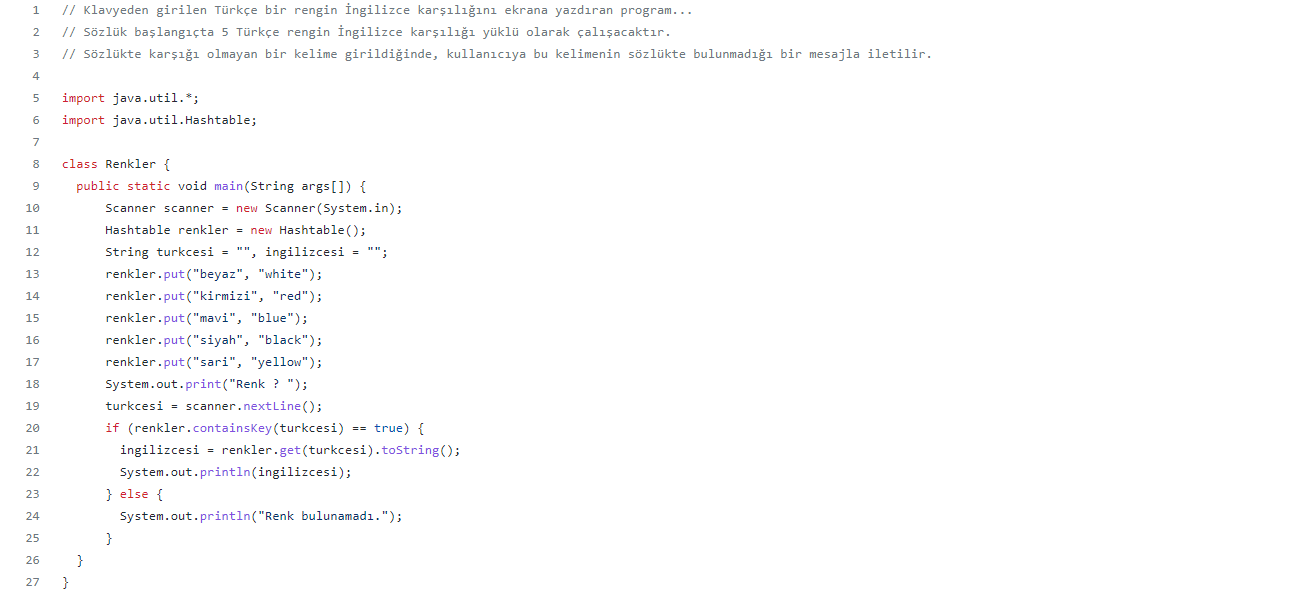 1 // Klavyeden girilen Türkçe bir rengin İngilizce karşılığını ekrana yazdıran program...
2 // Sözlük başlangıçta 5 Türkçe rengin İngilizce karşılığı yüklü olarak çalışacaktır.
3 // Sözlükte karşığı olmayan bir kelime girildiğinde, kullanıcıya bu kelimenin sözlükte bulunmadığı bir mesajla iletilir.
4
5 import java.util.*;
6 import java.util.Hashtable;
7
8 class Renkler {
9   public static void main(String args[]) {
10       Scanner scanner = new Scanner(System.in);
11       Hashtable renkler = new Hashtable();
12       String turkcesi = "", ingilizcesi = "";
13       renkler.put("beyaz", "white");
14       renkler.put("kirmizi", "red");
15       renkler.put("mavi", "blue");
16       renkler.put("siyah", "black");
17       renkler.put("sari", "yellow");
18       System.out.print("Renk ? ");
19       turkcesi = scanner.nextLine();
20       if (renkler.containsKey(turkcesi) == true) {
21         ingilizcesi = renkler.get(turkcesi).toString();
22         System.out.println(ingilizcesi);
23       } else {
24         System.out.println("Renk bulunamadı.");
25       }
26   }
27 }